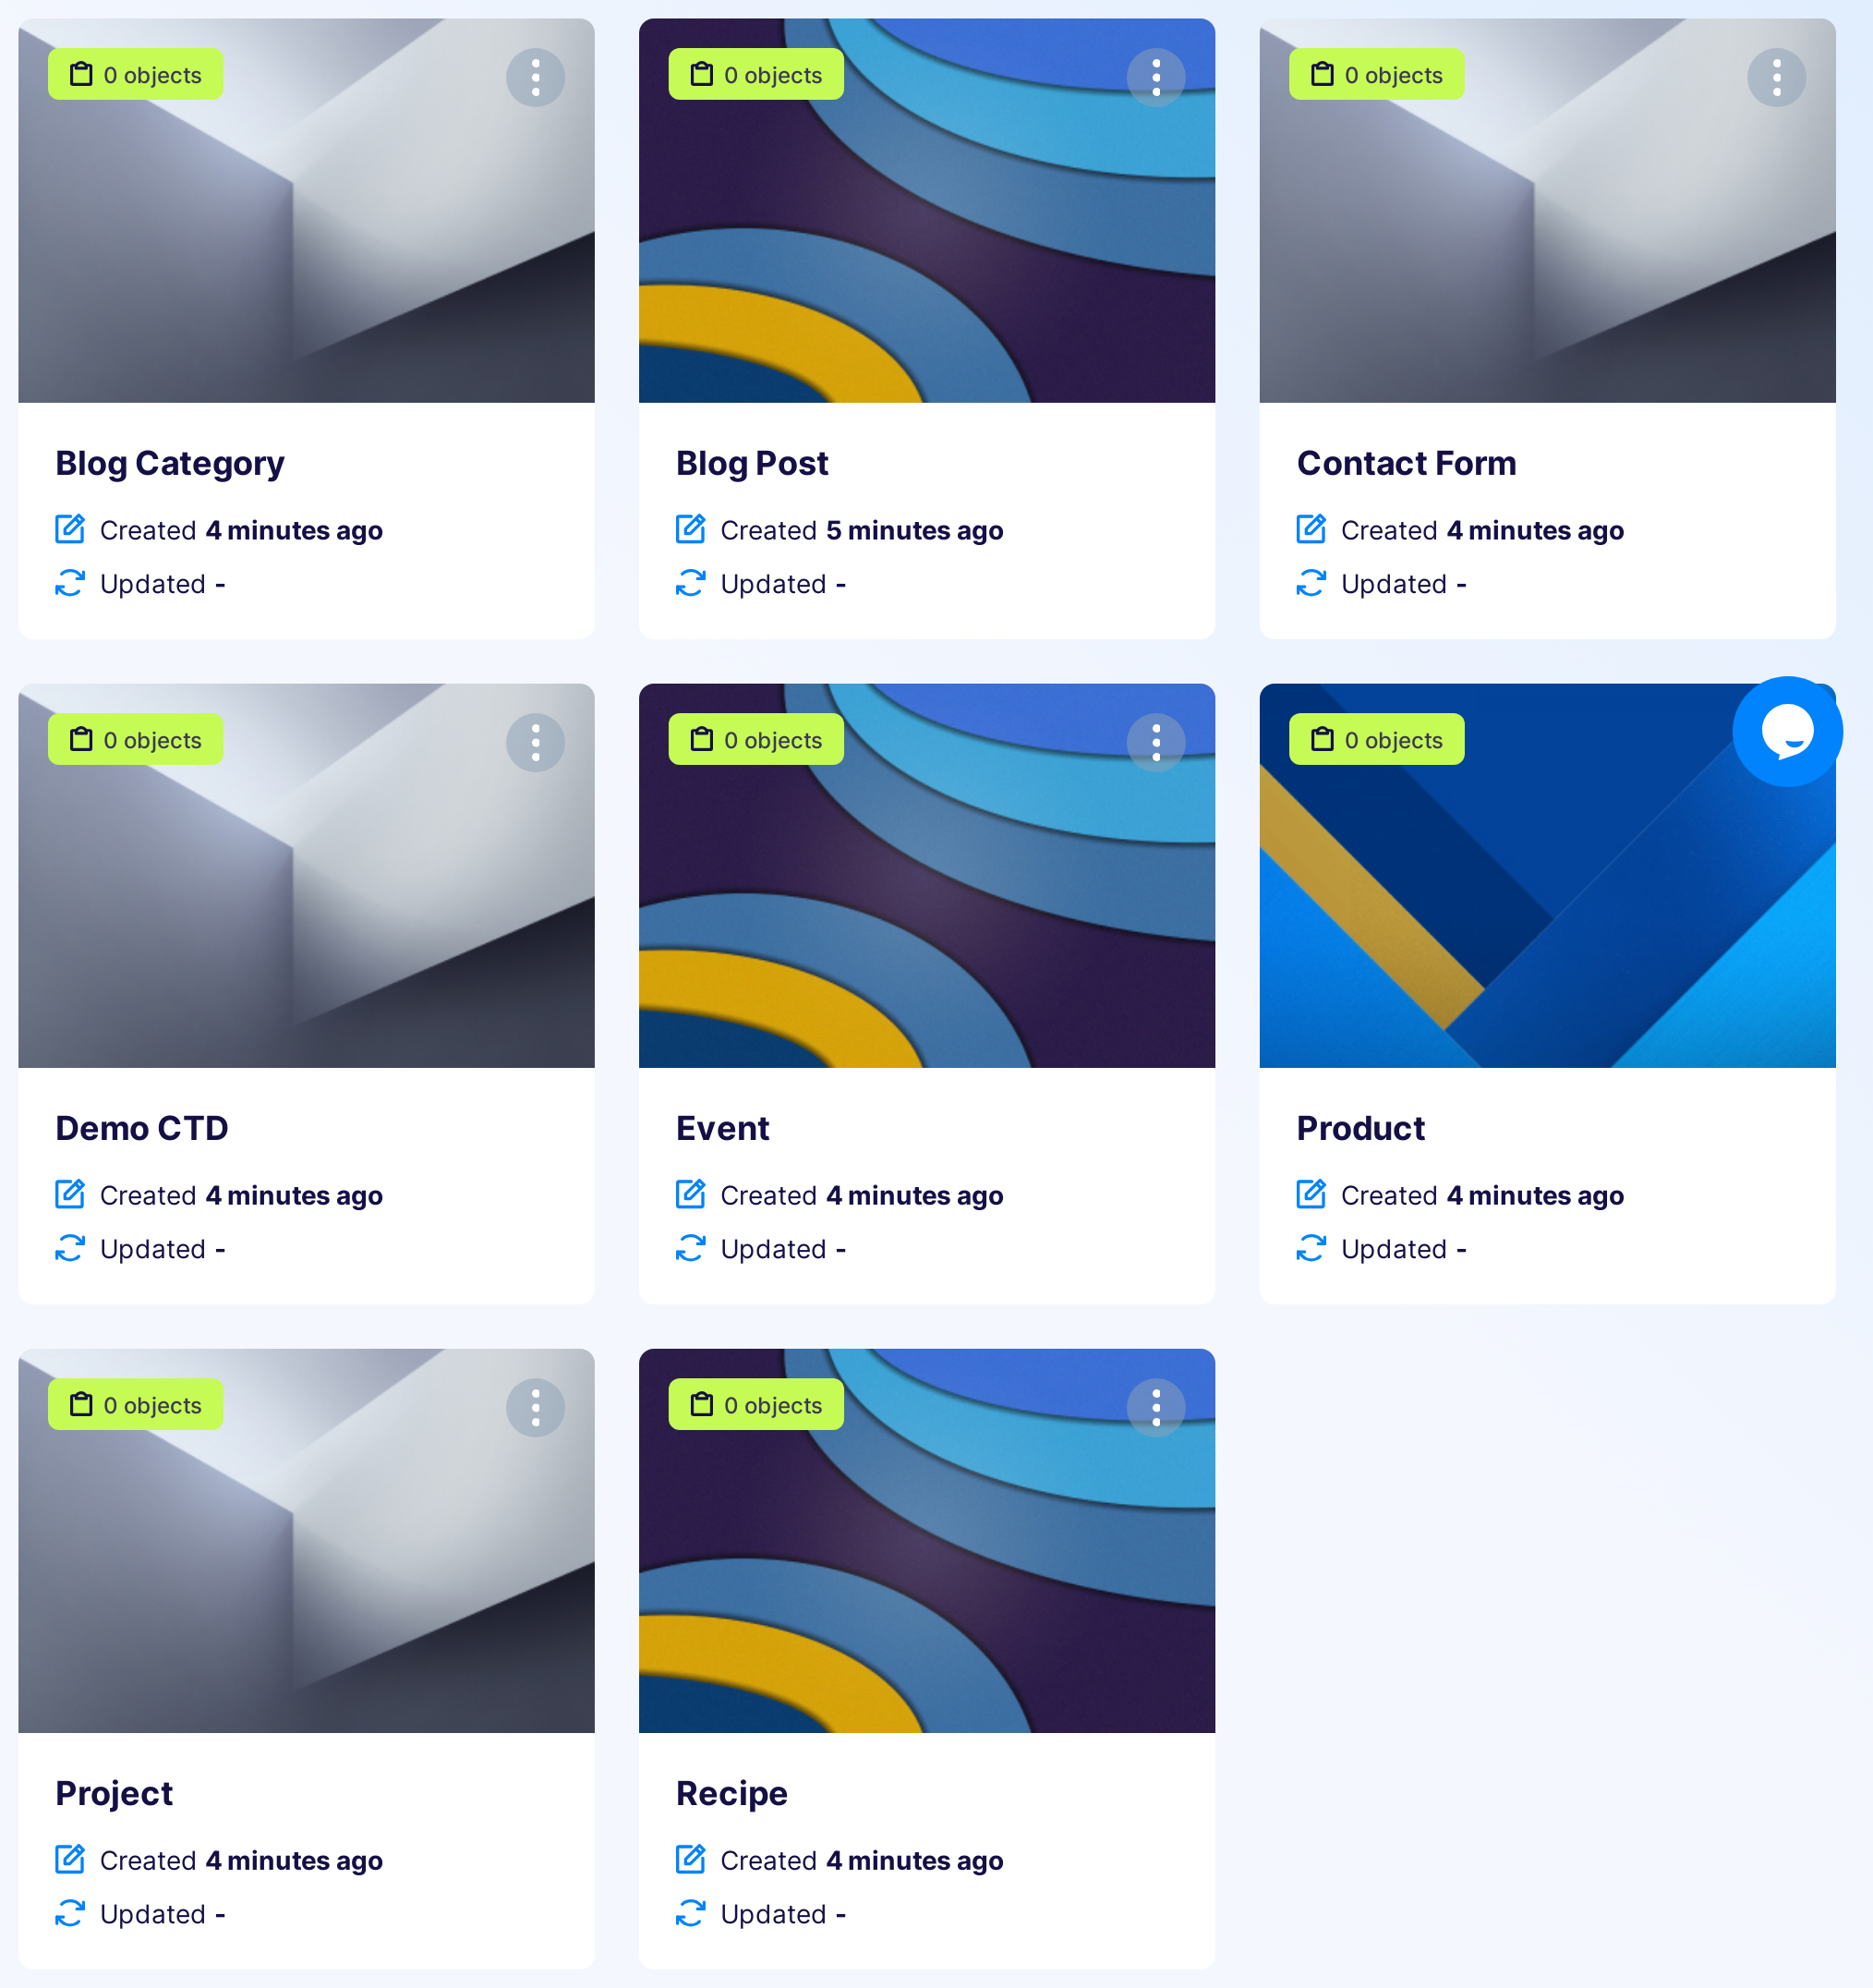 0 objects
Blog Category
Created 4 minutes ago
Updated -
0 objects
Blog Post
Created 5 minutes ago
Updated -
0 objects
Contact Form
Created 4 minutes ago
Updated -
0 objects
Demo CTD
Created 4 minutes ago
Updated -
0 objects
Event
Created 4 minutes ago
Updated -
0 objects
Product
Created 4 minutes ago
Updated -
0 objects
Project
Created 4 minutes ago
Updated -
0 objects
Recipe
Created 4 minutes ago
Updated -